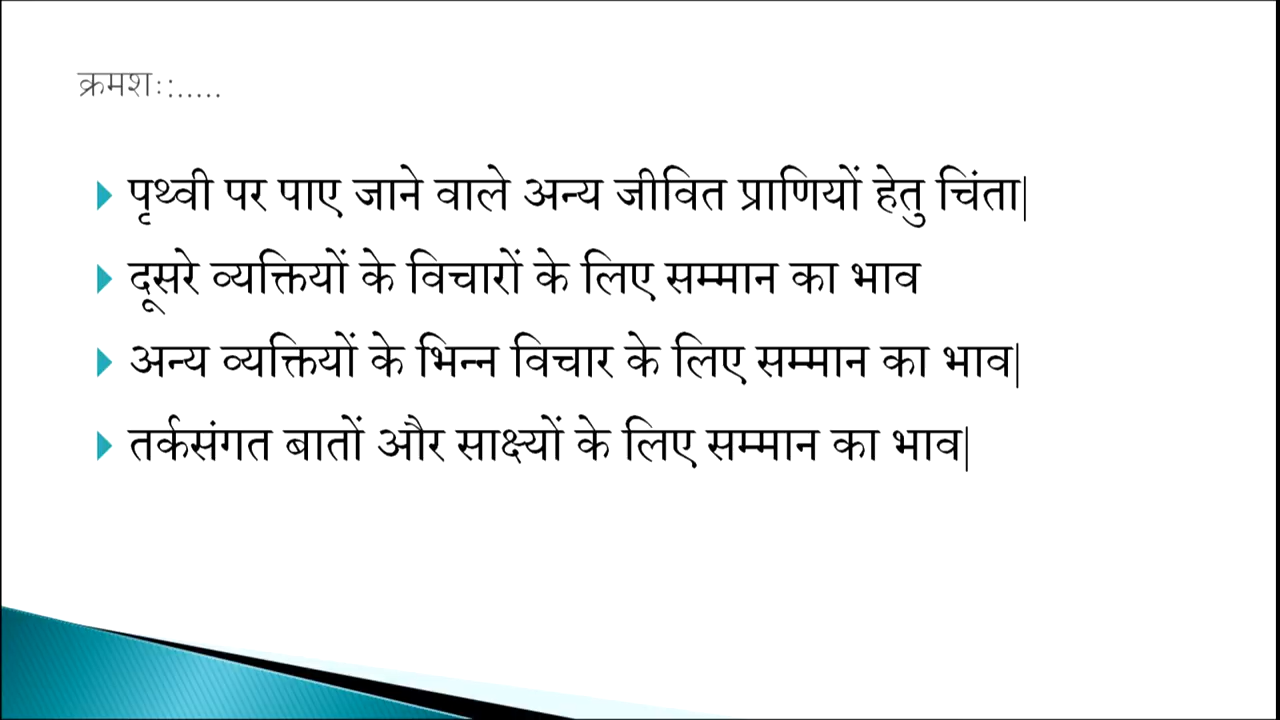 क्रमशः:.....
पृथ्वी पर पाए जाने वाले अन्य जीवित प्राणियों हेतु चिंता|
दूसरे व्यक्तियों के विचारों के लिए सम्मान का भाव
अन्य व्यक्तियों के भिन्न विचार के लिए सम्मान का भाव|
तर्कसंगत बातों और साक्ष्यों के लिए सम्मान का भाव|